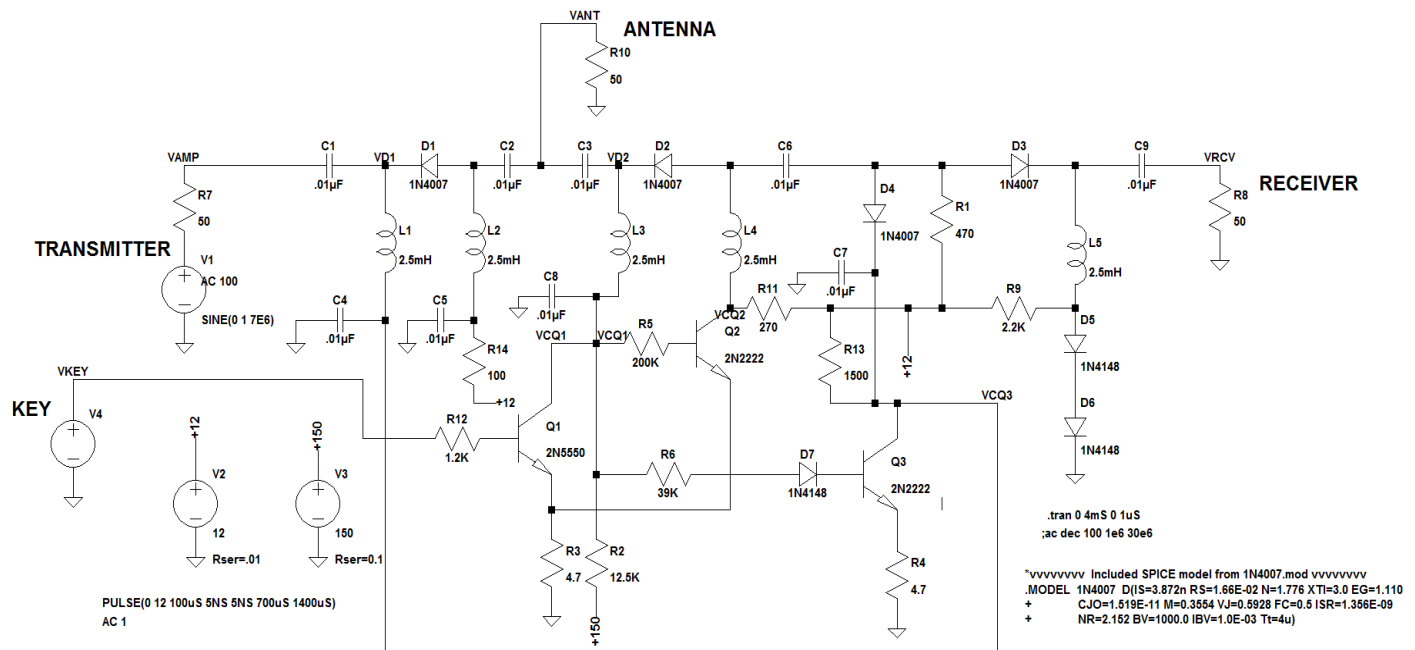 VANT
ANTENNA
R10
50
C1
VD1
D1
C2
C3
VD2
D2
C6
D3
C9
VAMP
VRCV
.01µF
1N4007
.01µF
.01µF
1N4007
.01µF
1N4007
.01µF
R7
50
D4
1N4007
R1
470
R8
50
RECEIVER
TRANSMITTER
L1
2.5mH
L2
2.5mH
L3
2.5mH
L4
2.5mH
L5
2.5mH
V1
AC 100
SINE(0 1 7E6)
C4
.01µF
C5
.01µF
C8
.01µF
C7
.01µF
R14
100
+12
VCQ1
VCQ1
R5
200K
VCQ2
Q2
2N2222
R11
270
R9
2.2K
R13
1500
+12
D5
1N4148
D6
1N4148
VCQ3
VKEY
KEY
V4
R12
1.2K
Q1
2N5550
R6
39K
D7
1N4148
Q3
2N2222
+12
V2
12
Rser=.01
+150
V3
150
Rser=0.1
R3
4.7
R2
12.5K
+150
R4
4.7
.tran 0 4mS 0 1uS
;ac dec 100 1e6 30e6
PULSE(0 12 100uS 5NS 5NS 700uS 1400uS)
AC 1
*vvvvvvvv Included SPICE model from 1N4007.mod vvvvvvvv
.MODEL 1N4007 D(IS=3.872n RS=1.66E-02 N=1.776 XTI=3.0 EG=1.110
+ CJO=1.519E-11 M=0.3554 VJ=0.5928 FC=0.5 ISR=1.356E-09
+ NR=2.152 BV=1000.0 IBV=1.0E-03 Tt=4u)